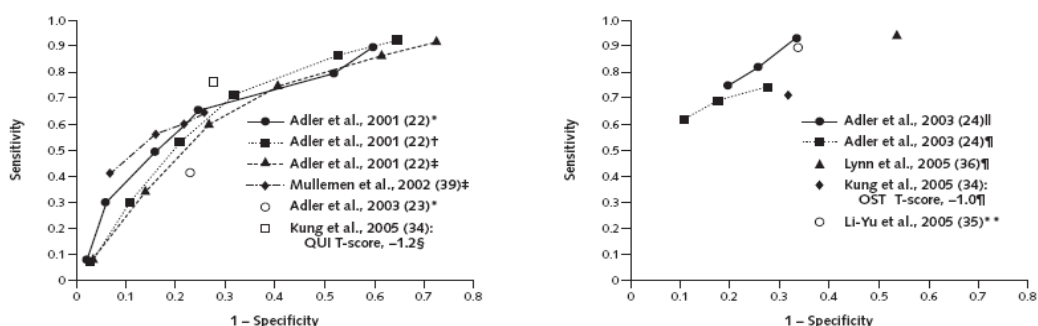 1.0
0.9
0.8
0.7
0.6
0.5
0.4
0.3
0.2
0.1
0
Sensitivity
0 0.1 0.2 0.3 0.4 0.5 0.6 0.7 0.8
1 – Specificity
Adler et al., 2001 (22)*
Adler et al., 2001 (22)†
Adler et al., 2001 (22)‡
Mullemen et al., 2002 (39)‡
Adler et al., 2003 (23)*
Kung et al., 2005 (34):
QUI T-score, –1.2§
1.0
0.9
0.8
0.7
0.6
0.5
0.4
0.3
0.2
0.1
0
Sensitivity
0 0.1 0.2 0.3 0.4 0.5 0.6 0.7 0.8
1 – Specificity
Adler et al., 2003 (24)||
Adler et al., 2003 (24)¶
Lynn et al., 2005 (36)¶
Kung et al., 2005 (34):
OST T-score, –1.0¶
Li-Yu et al., 2005 (35)**